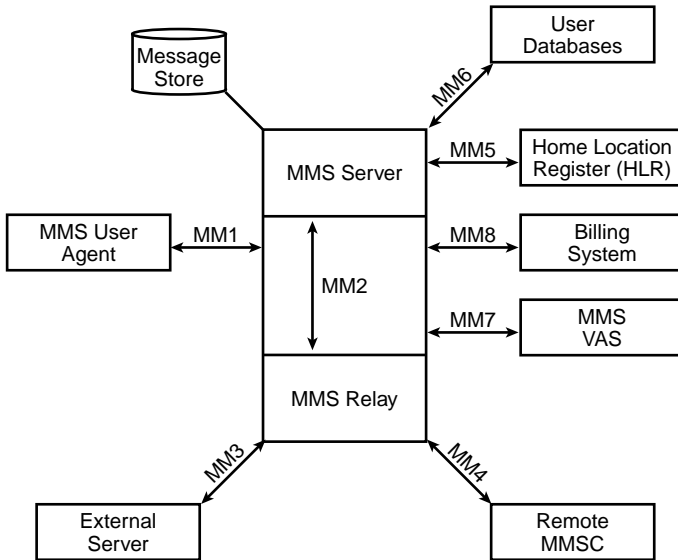 User
Databases
Message
Store
MM6
MMS Server
MM5
Home Location
Register (HLR)
MMS User
Agent
MM1
MM8
Billing
System
MM2
MM7
MMS
VAS
MMS Relay
MM3
MM4
External
Server
Remote
MMSC